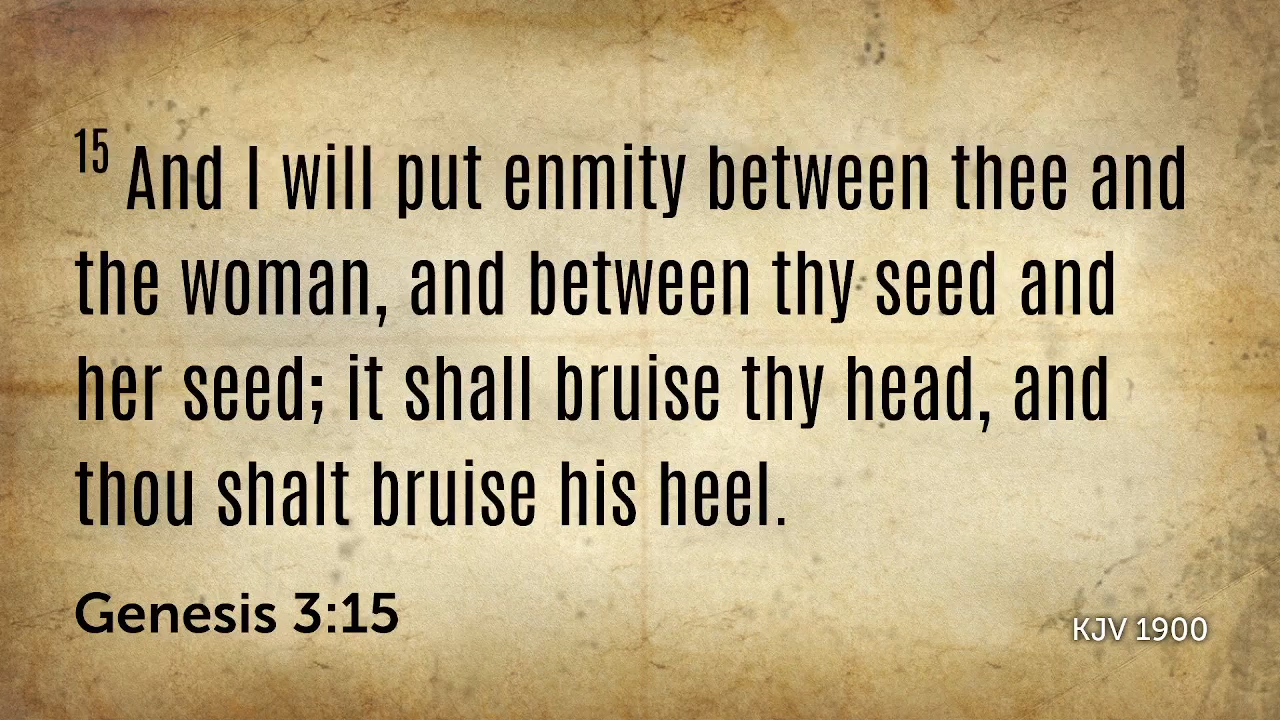 15 And I will put enmity between thee and
the woman, and between thy seed and
her seed; it shall bruise thy head, and
thou shalt bruise his heel.
Genesis 3:15
KJV 1900